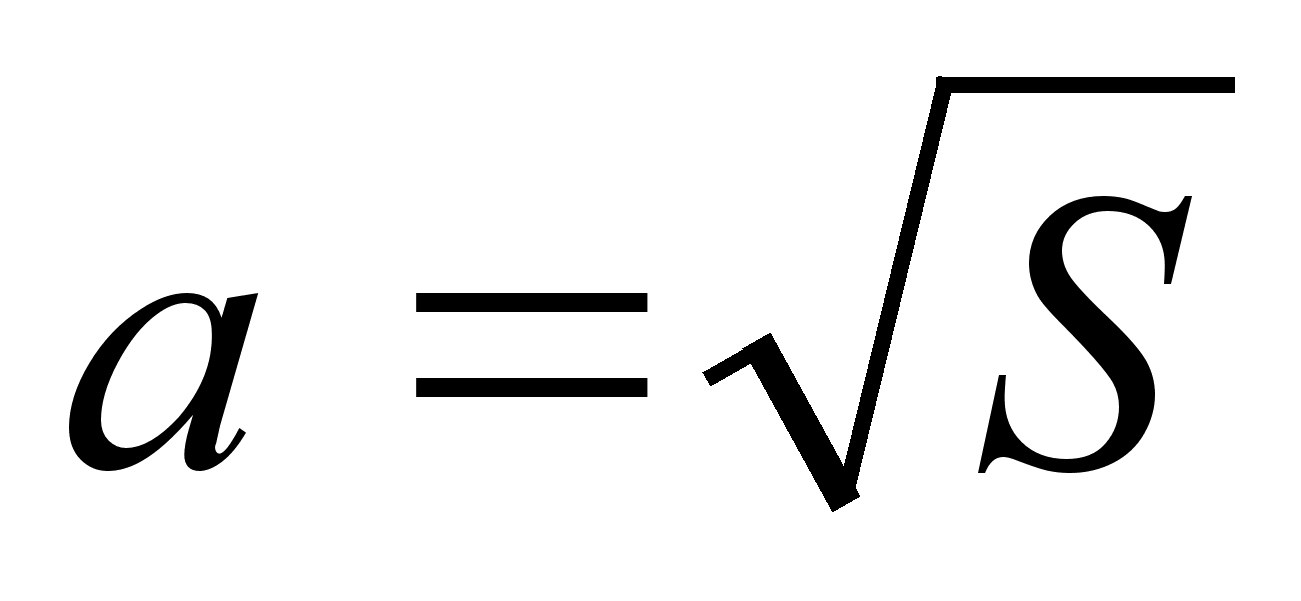 a = √S